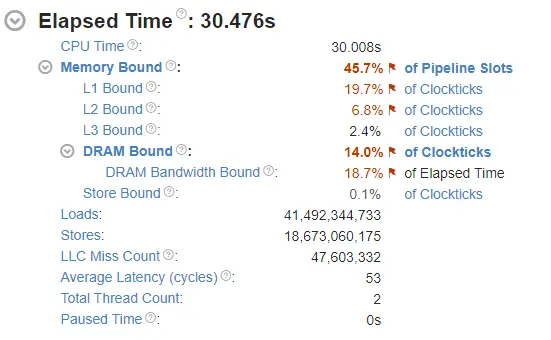 Elapsed Time: 30.476s
CPU Time: 30.008s
Memory Bound: 45.7% of Pipeline Slots
L1 Bound: 19.7% of Clockticks
L2 Bound: 6.8% of Clockticks
L3 Bound: 2.4% of Clockticks
DRAM Bound: 14.0% of Clockticks
DRAM Bandwidth Bound: 18.7% of Elapsed Time
Store Bound: 0.1% of Clockticks
Loads: 41,492,344,733
Stores: 18,673,060,175
LLC Miss Count: 47,603,332
Average Latency (cycles) 53
Total Thread Count: 2
Paused Time: 0s